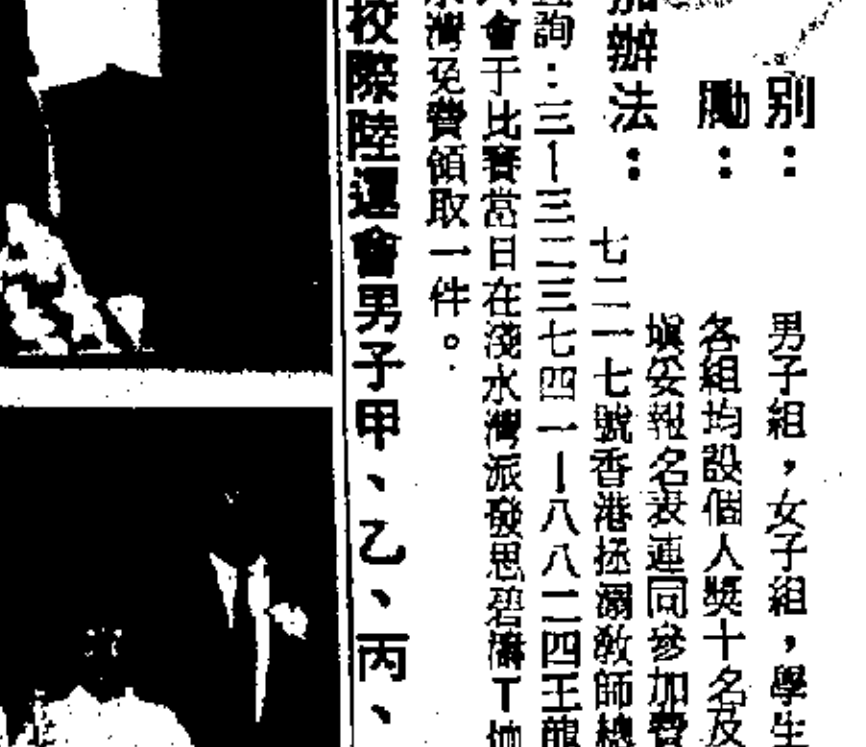 別：
男子組，女子組，學生
勵：
各組均設個人獎十名及
加辦法：
填妥報名表連同參加費
七二一七號香港拯溺教師總
查詢：三—三二三七四一—八八二四王龍
大會于比賽當日在淺水灣派發思碧濤T恤
水灣免費領取一件。
校際陸運會男子甲、乙、丙、